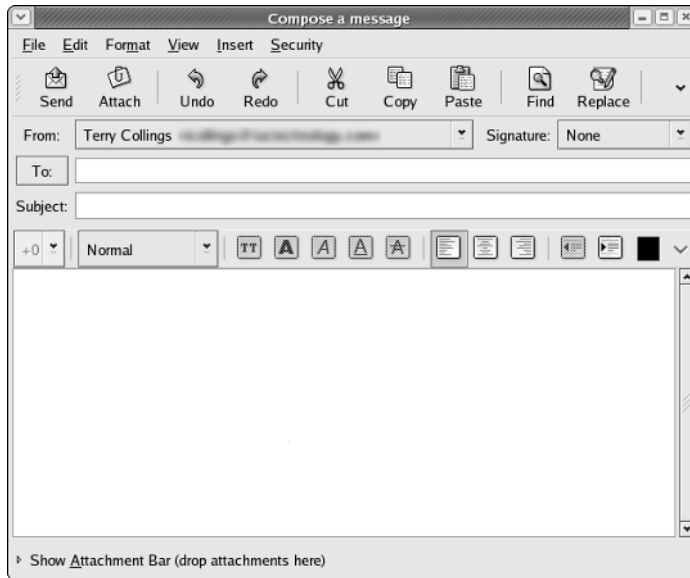 Compose a message
File Edit Format View Insert Security
Send Attach Undo Redo Cut Copy Paste Find Replace
From: Terry Collings Signature: None
To:
Subject:
+0 Normal TT A A A A
Show Attachment Bar (drop attachments here)